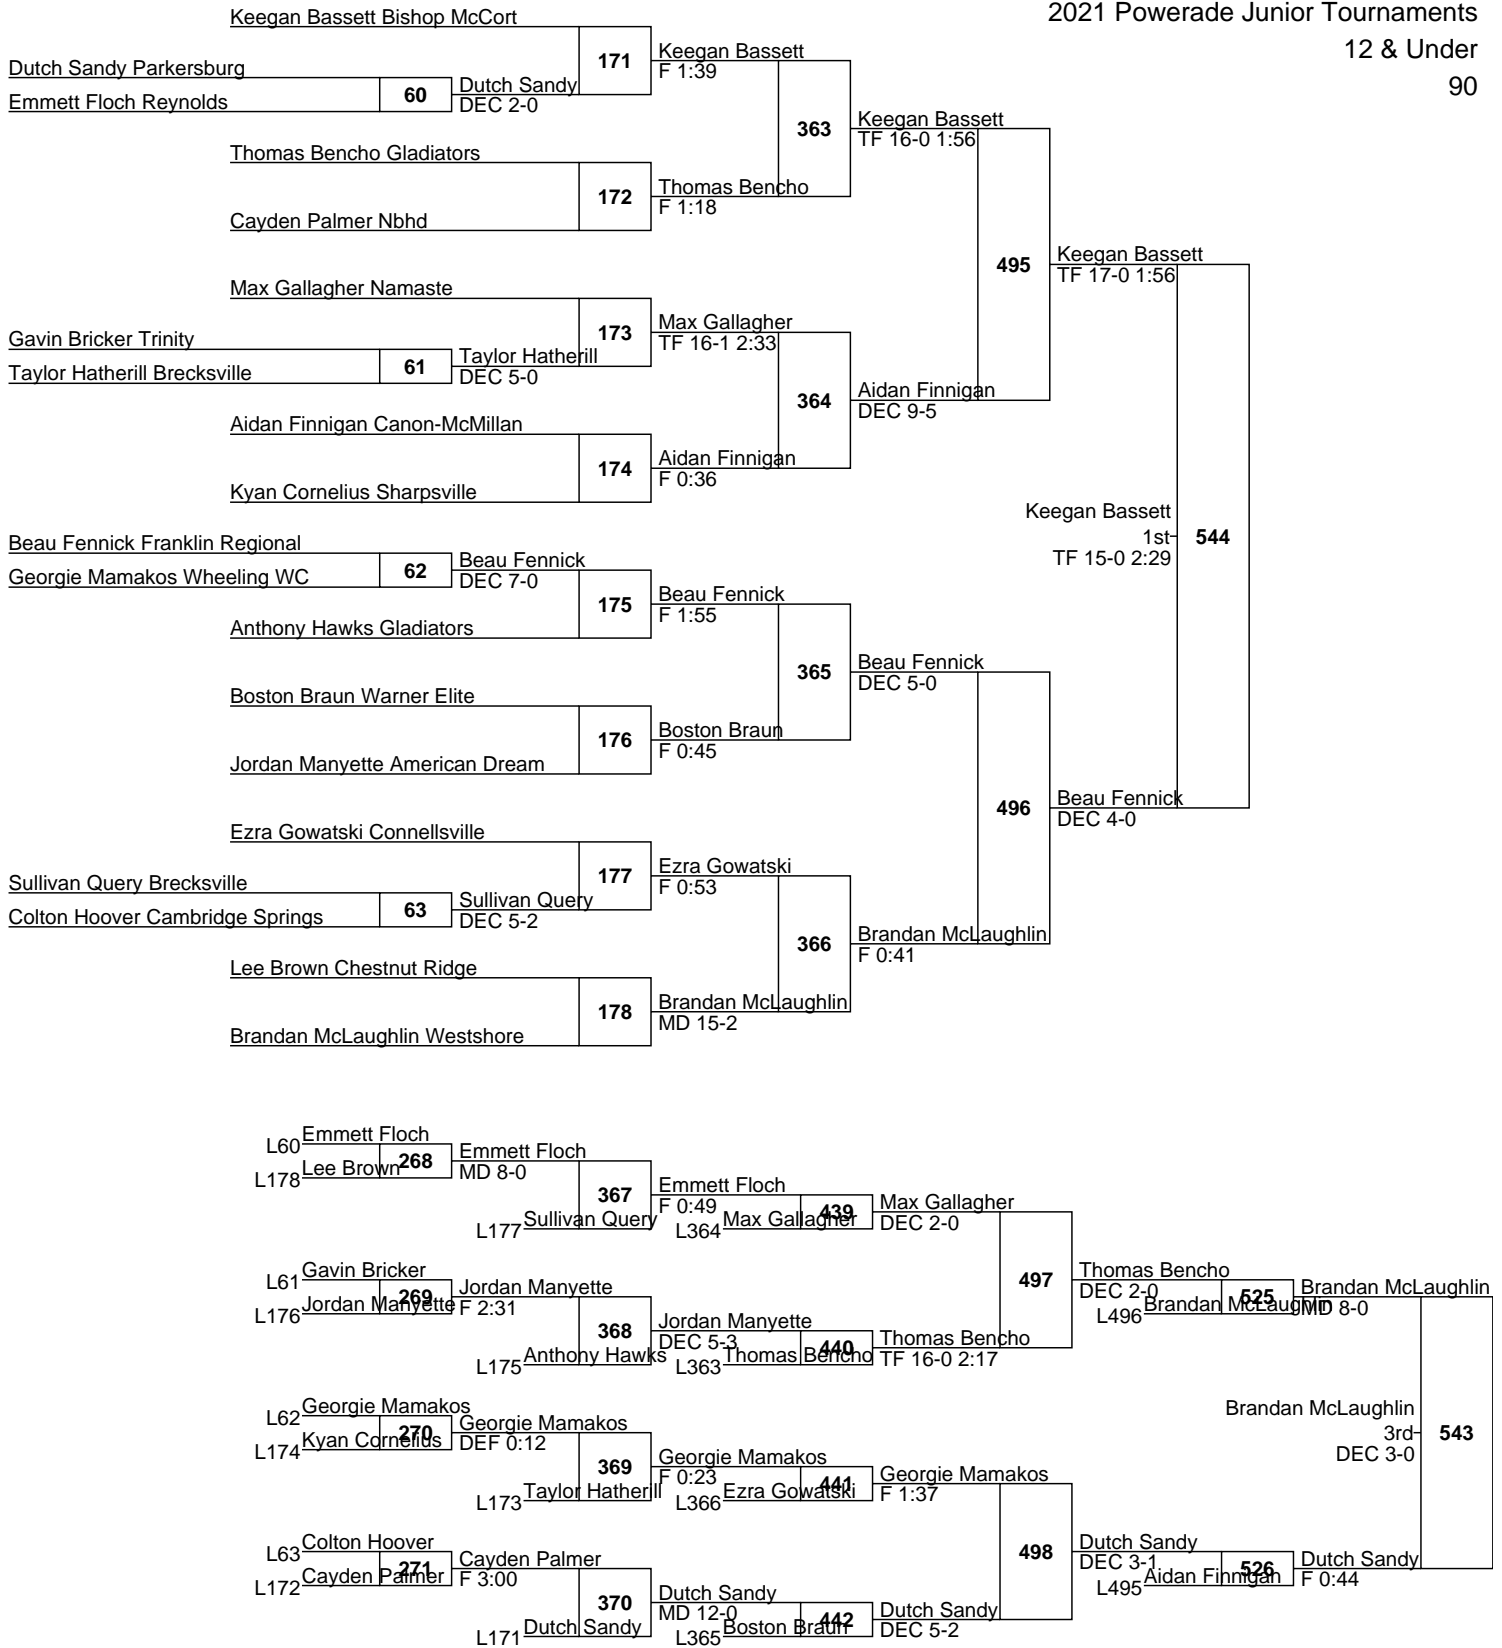 2021 Powerade Junior Tournaments
12 & Under
90
Keegan Bassett Bishop McCort
171
Keegan Bassett
F 1:39
Dutch Sandy Parkersburg
60
Dutch Sandy
DEC 2-0
Emmett Floch Reynolds
363
Keegan Bassett
TF 16-0 1:56
Thomas Bencho Gladiators
172
Thomas Bencho
F 1:18
Cayden Palmer Nbhd
495
Keegan Bassett
TF 17-0 1:56
Max Gallagher Namaste
173
Max Gallagher
TF 16-1 2:33
Gavin Bricker Trinity
61
Taylor Hatherill
DEC 5-0
Taylor Hatherill Brecksville
364
Aidan Finnigan
DEC 9-5
Aidan Finnigan Canon-McMillan
174
Aidan Finnigan
F 0:36
Kyan Cornelius Sharpsville
Keegan Bassett
1st
544
TF 15-0 2:29
Beau Fennick Franklin Regional
62
Beau Fennick
DEC 7-0
Georgie Mamakos Wheeling WC
175
Beau Fennick
F 1:55
Anthony Hawks Gladiators
365
Beau Fennick
DEC 5-0
Boston Braun Warner Elite
176
Boston Braun
F 0:45
Jordan Manyette American Dream
496
Beau Fennick
DEC 4-0
Ezra Gowatski Connellsville
177
Ezra Gowatski
F 0:53
Sullivan Query Brecksville
63
Sullivan Query
DEC 5-2
Colton Hoover Cambridge Springs
366
Brandan McLaughlin
F 0:41
Lee Brown Chestnut Ridge
178
Brandan McLaughlin
MD 15-2
Brandan McLaughlin Westshore
L60
Emmett Floch
268
Emmett Floch
MD 8-0
L178
Lee Brown
367
Emmett Floch
F 0:49
L177
Sullivan Query
439
Max Gallagher
DEC 2-0
L364
Max Gallagher
L61
Gavin Bricker
269
Jordan Manyette
F 2:31
L176
Jordan Manyette
497
Thomas Bencho
DEC 2-0
525
Brandan McLaughlin
MD 8-0
L496
Brandan McLaughlin
368
Jordan Manyette
DEC 5-3
L175
Anthony Hawks
440
Thomas Bencho
TF 16-0 2:17
L363
Thomas Bencho
L62
Georgie Mamakos
270
Georgie Mamakos
DEF 0:12
L174
Kyan Cornelius
Brandan McLaughlin
3rd
543
DEC 3-0
369
Georgie Mamakos
F 0:23
L173
Taylor Hatherill
441
Georgie Mamakos
F 1:37
L366
Ezra Gowatski
L63
Colton Hoover
271
Cayden Palmer
F 3:00
L172
Cayden Palmer
498
Dutch Sandy
DEC 3-1
526
Dutch Sandy
F 0:44
L495
Aidan Finnigan
370
Dutch Sandy
MD 12-0
L171
Dutch Sandy
442
Dutch Sandy
DEC 5-2
L365
Boston Braun